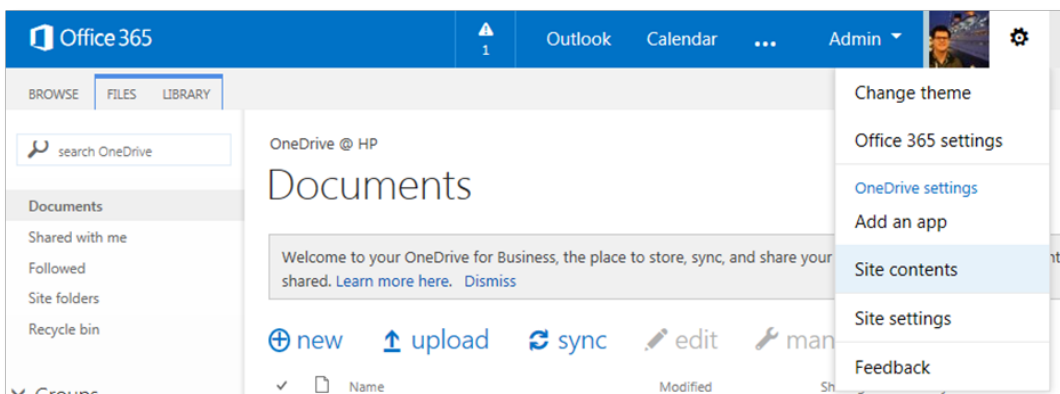 Office 365
1
Outlook Calendar ... Admin
BROWSE FILES LIBRARY
search OneDrive
Documents
Shared with me
Followed
Site folders
Recycle bin
OneDrive @ HP
Documents
Welcome to your OneDrive for Business, the place to store, sync, and share your
shared. Learn more here. Dismiss
new upload sync edit man
Name Modified Sh
Change theme
Office 365 settings
OneDrive settings
Add an app
Site contents
Site settings
Feedback